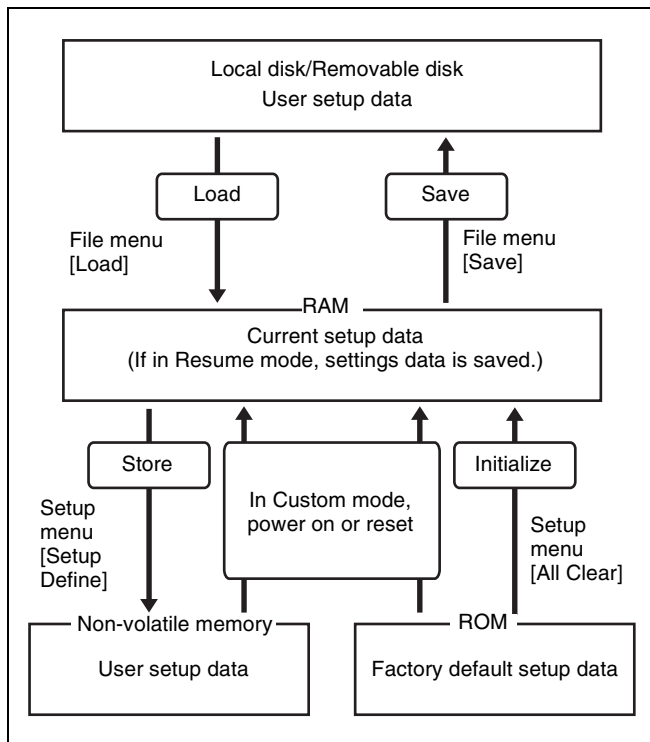 Local disk/Removable disk
User setup data
Load
Save
File menu
[Load]
File menu
[Save]
RAM
Current setup data
(If in Resume mode, settings data is saved.)
Store
In Custom mode,
power on or reset
Initialize
Setup
menu
[Setup
Define]
Setup
menu
[All Clear]
Non-volatile memory
User setup data
ROM
Factory default setup data